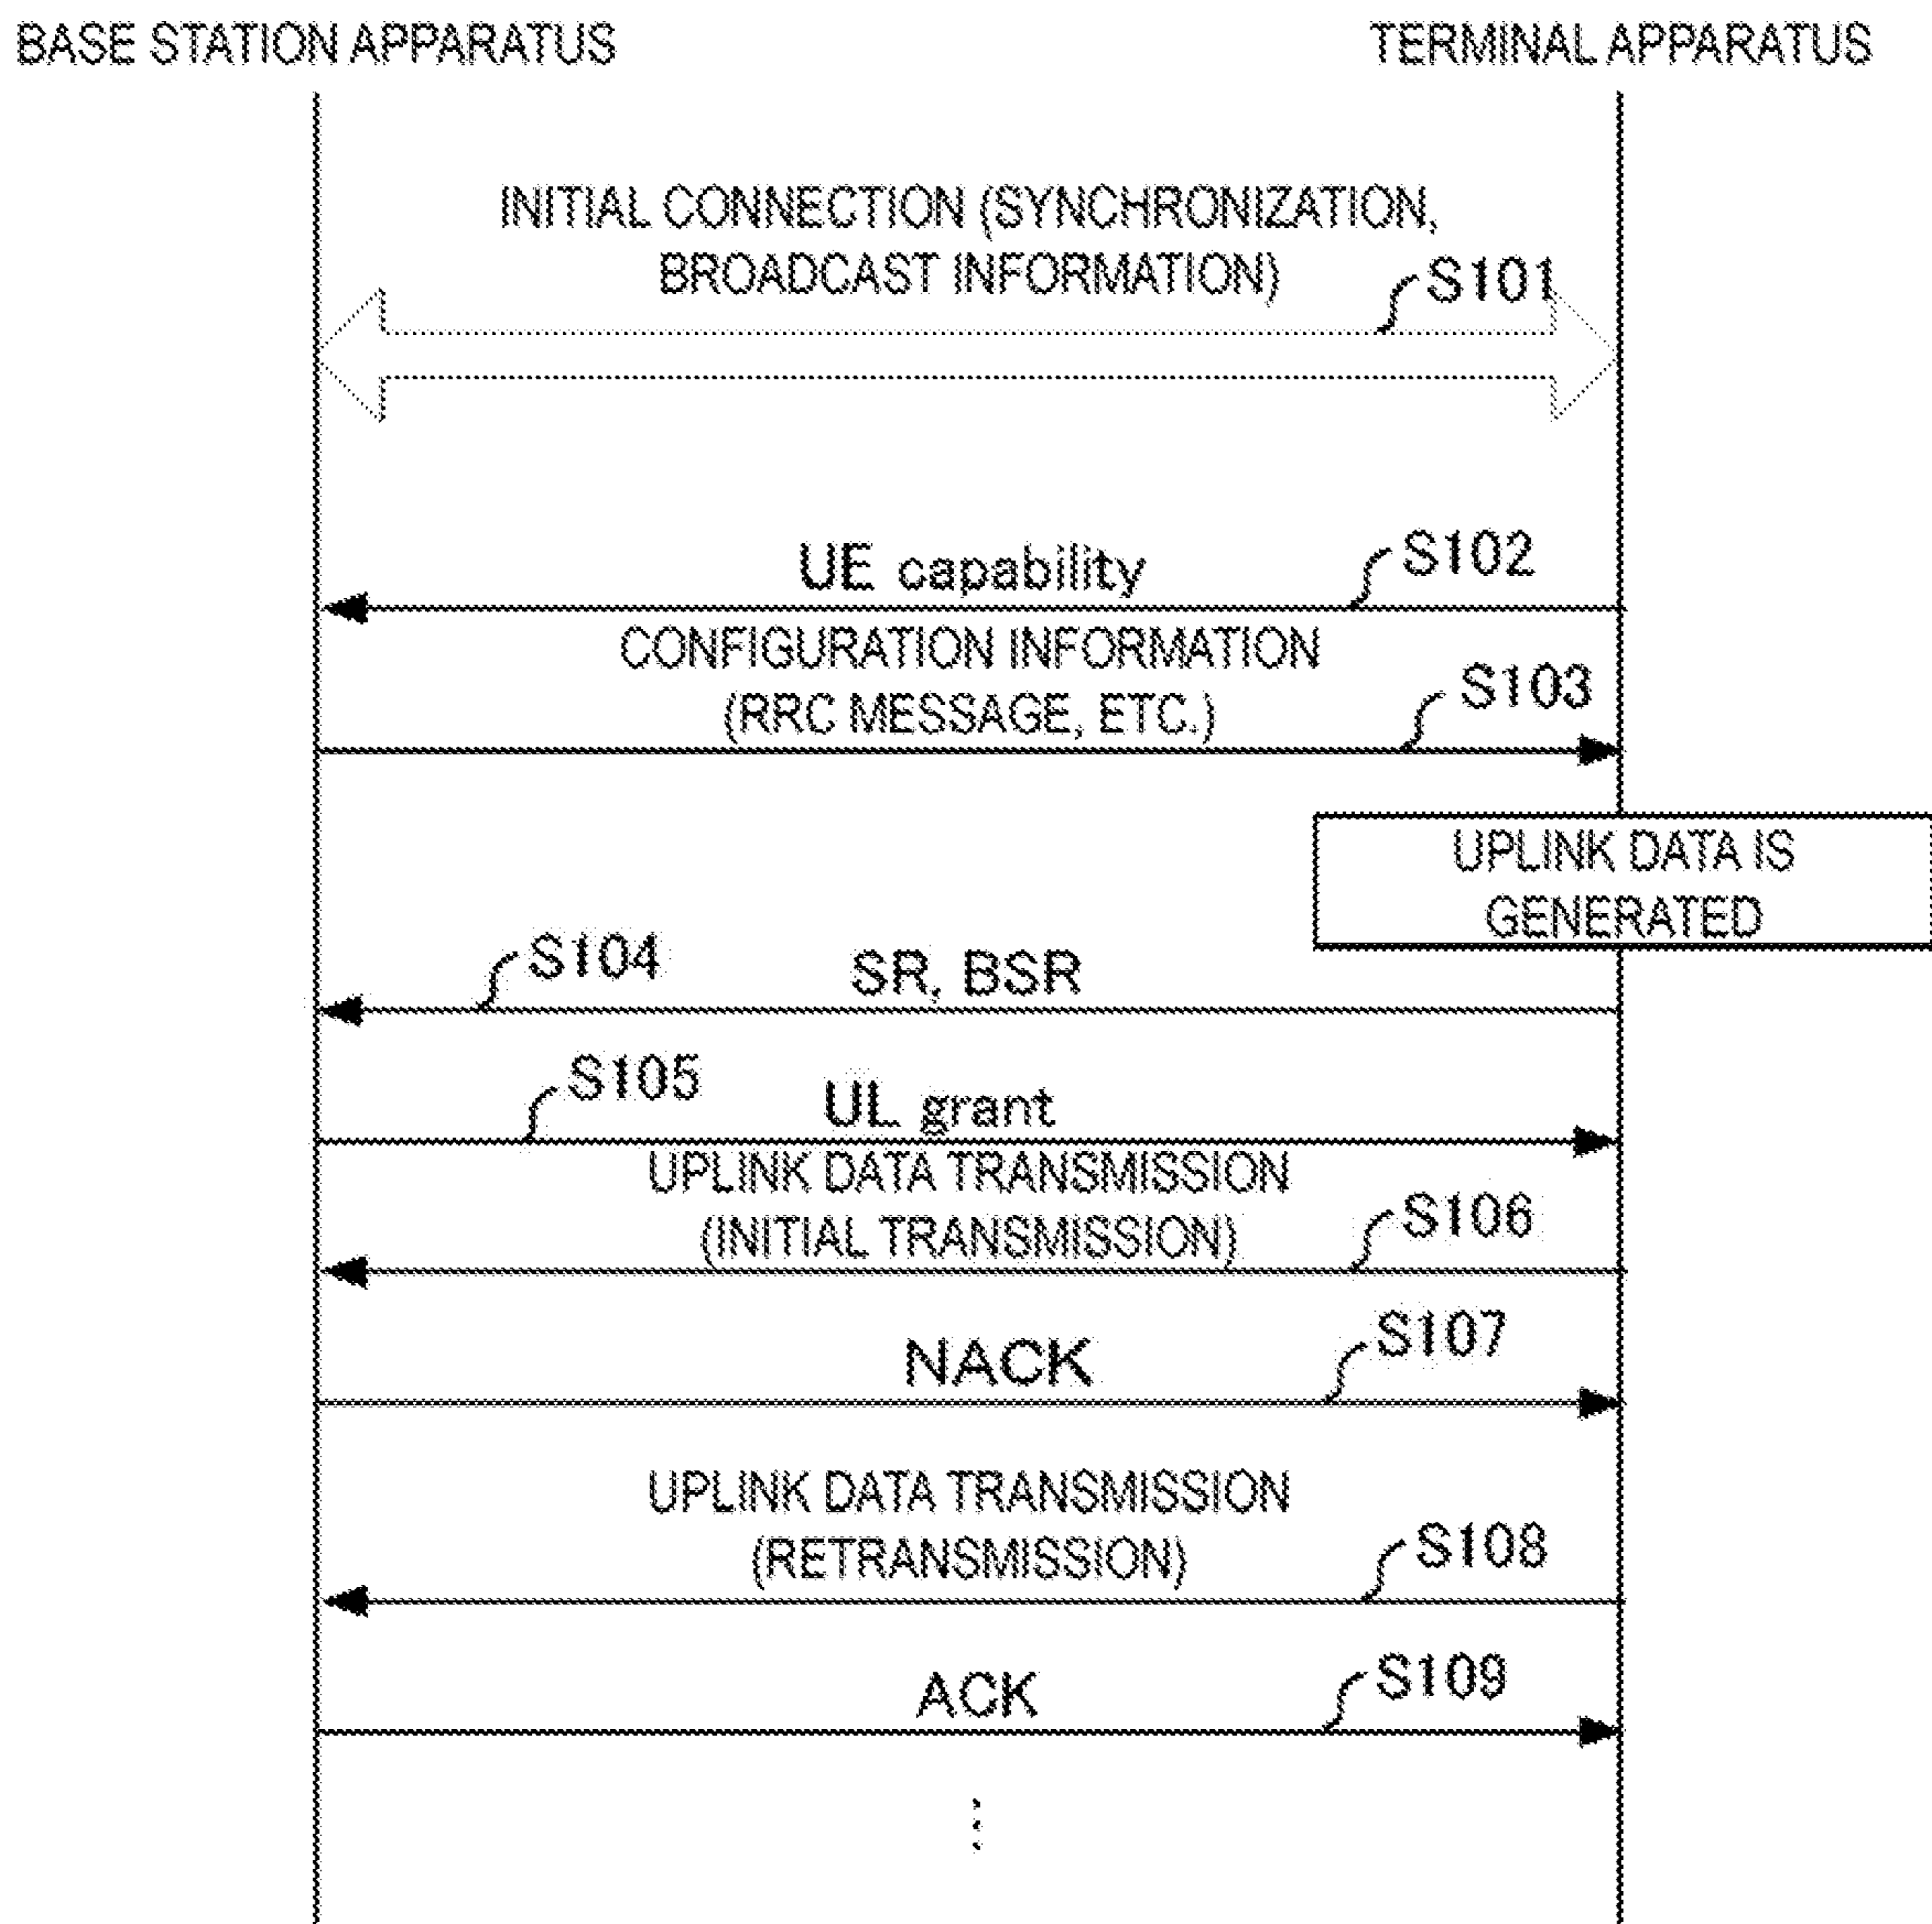 BASE STATION APPARATUS
TERMINAL APPARATUS
INITIAL CONNECTION (SYNCHRONIZATION,
BROADCAST INFORMATION)
S101
UE capability
S102
CONFIGURATION INFORMATION
(RRC MESSAGE, ETC.)
S103
UPLINK DATA IS
GENERATED
S104
SR, BSR
S105
UL grant
UPLINK DATA TRANSMISSION
(INITIAL TRANSMISSION)
S106
NACK
S107
UPLINK DATA TRANSMISSION
(RETRANSMISSION)
S108
ACK
S109